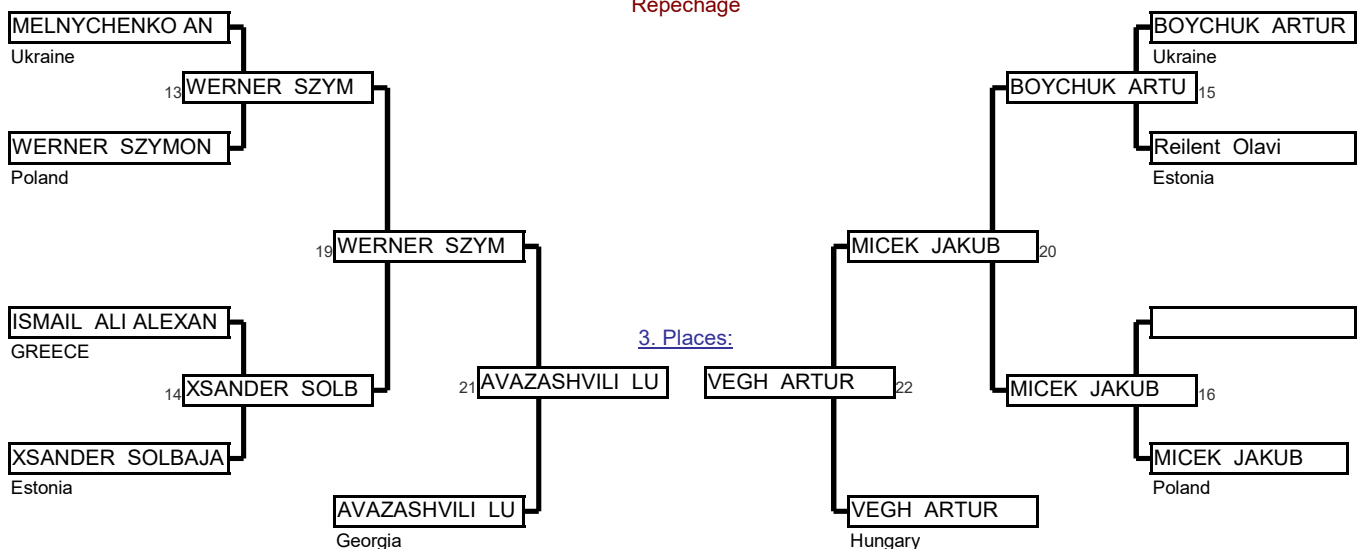 Repechage
MELNYCHENKO AN
Ukraine
13 WERNER SZYM
WERNER SZYMON
Poland
19 WERNER SZYM
ISMAIL ALI ALEXAN
GREECE
14 XSANDER SOLB
XSANDER SOLBAJA
Estonia
21 AVAZASHVILI LU
AVAZASHVILI LU
Georgia
3. Places:
BOYCHUK ARTUR
Ukraine
BOYCHUK ARTU 15
Reilent Olavi
Estonia
MICEK JAKUB 20
VEGH ARTUR 22
MICEK JAKUB 16
MICEK JAKUB
Poland
VEGH ARTUR
Hungary